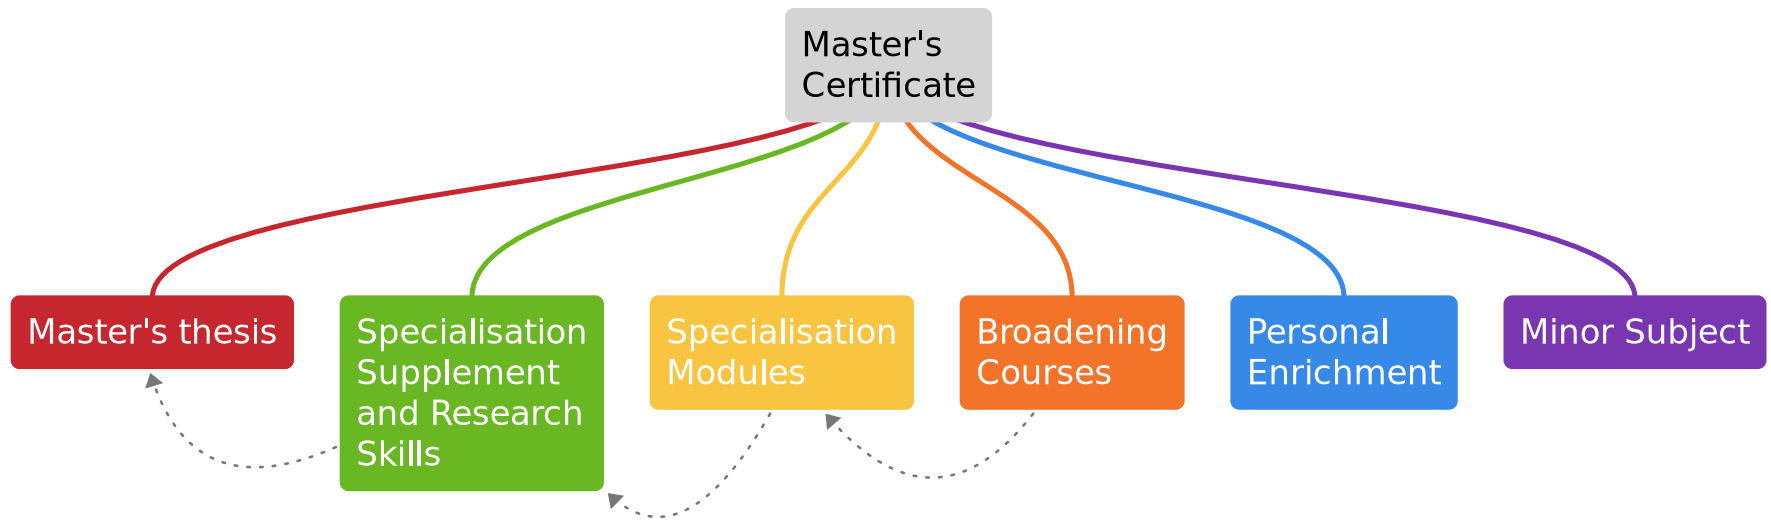 Master's
Certificate
Master's thesis
Specialisation
Supplement
and Research
Skills
Specialisation
Modules
Broadening
Courses
Personal
Enrichment
Minor Subject